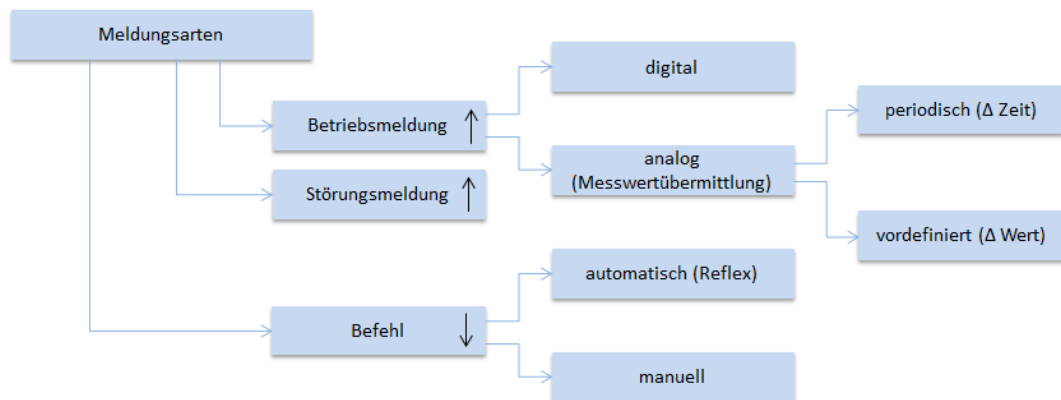 Meldungsarten
digital
Betriebsmeldung
periodisch (Δ Zeit)
analog
(Messwertübermittlung)
Störungsmeldung
vordefiniert (Δ Wert)
automatisch (Reflex)
Befehl
manuell